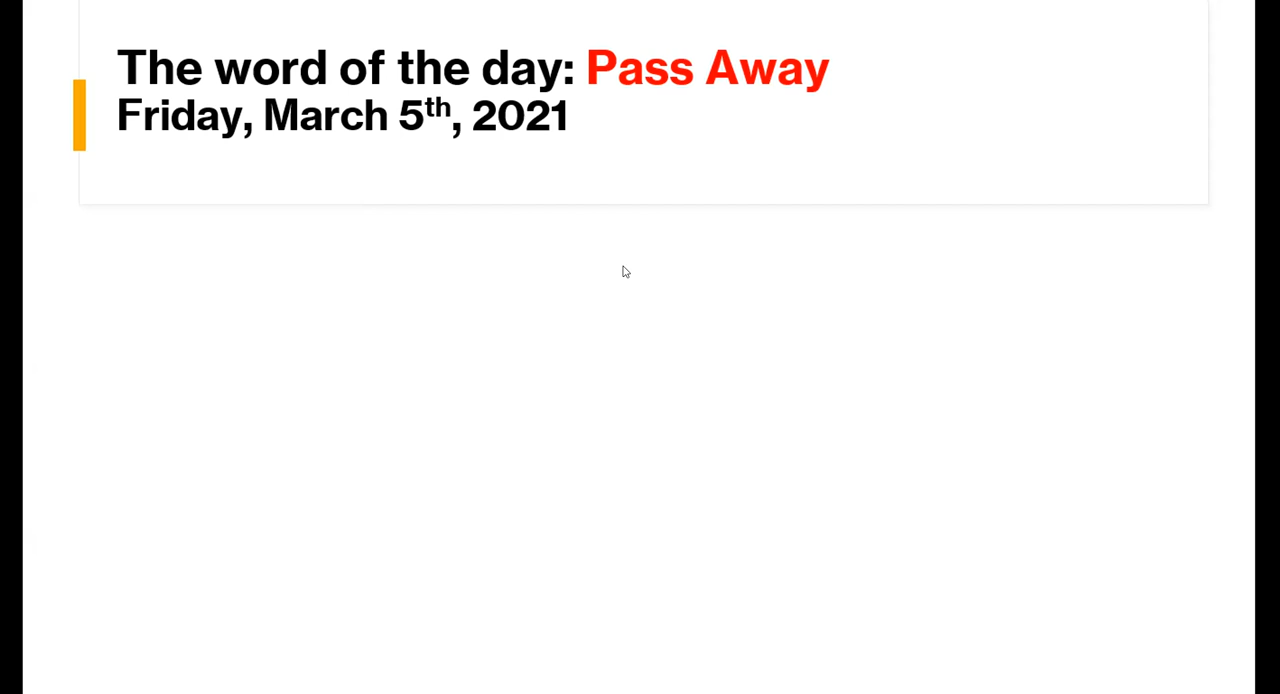 The word of the day: Pass Away
Friday, March 5th, 2021